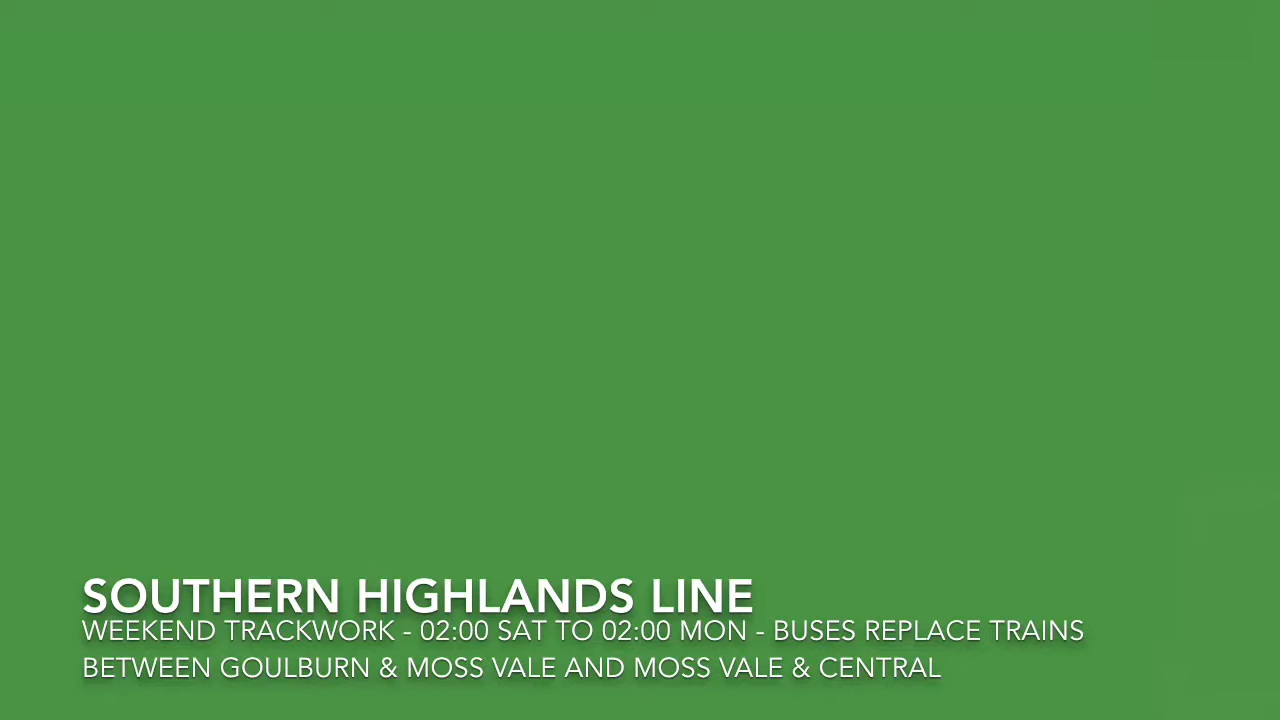 SOUTHERN HIGHLANDS LINE
WEEKEND TRACKWORK - 02:00 SAT TO 02:00 MON - BUSES REPLACE TRAINS
BETWEEN GOULBURN & MOSS VALE AND MOSS VALE & CENTRAL